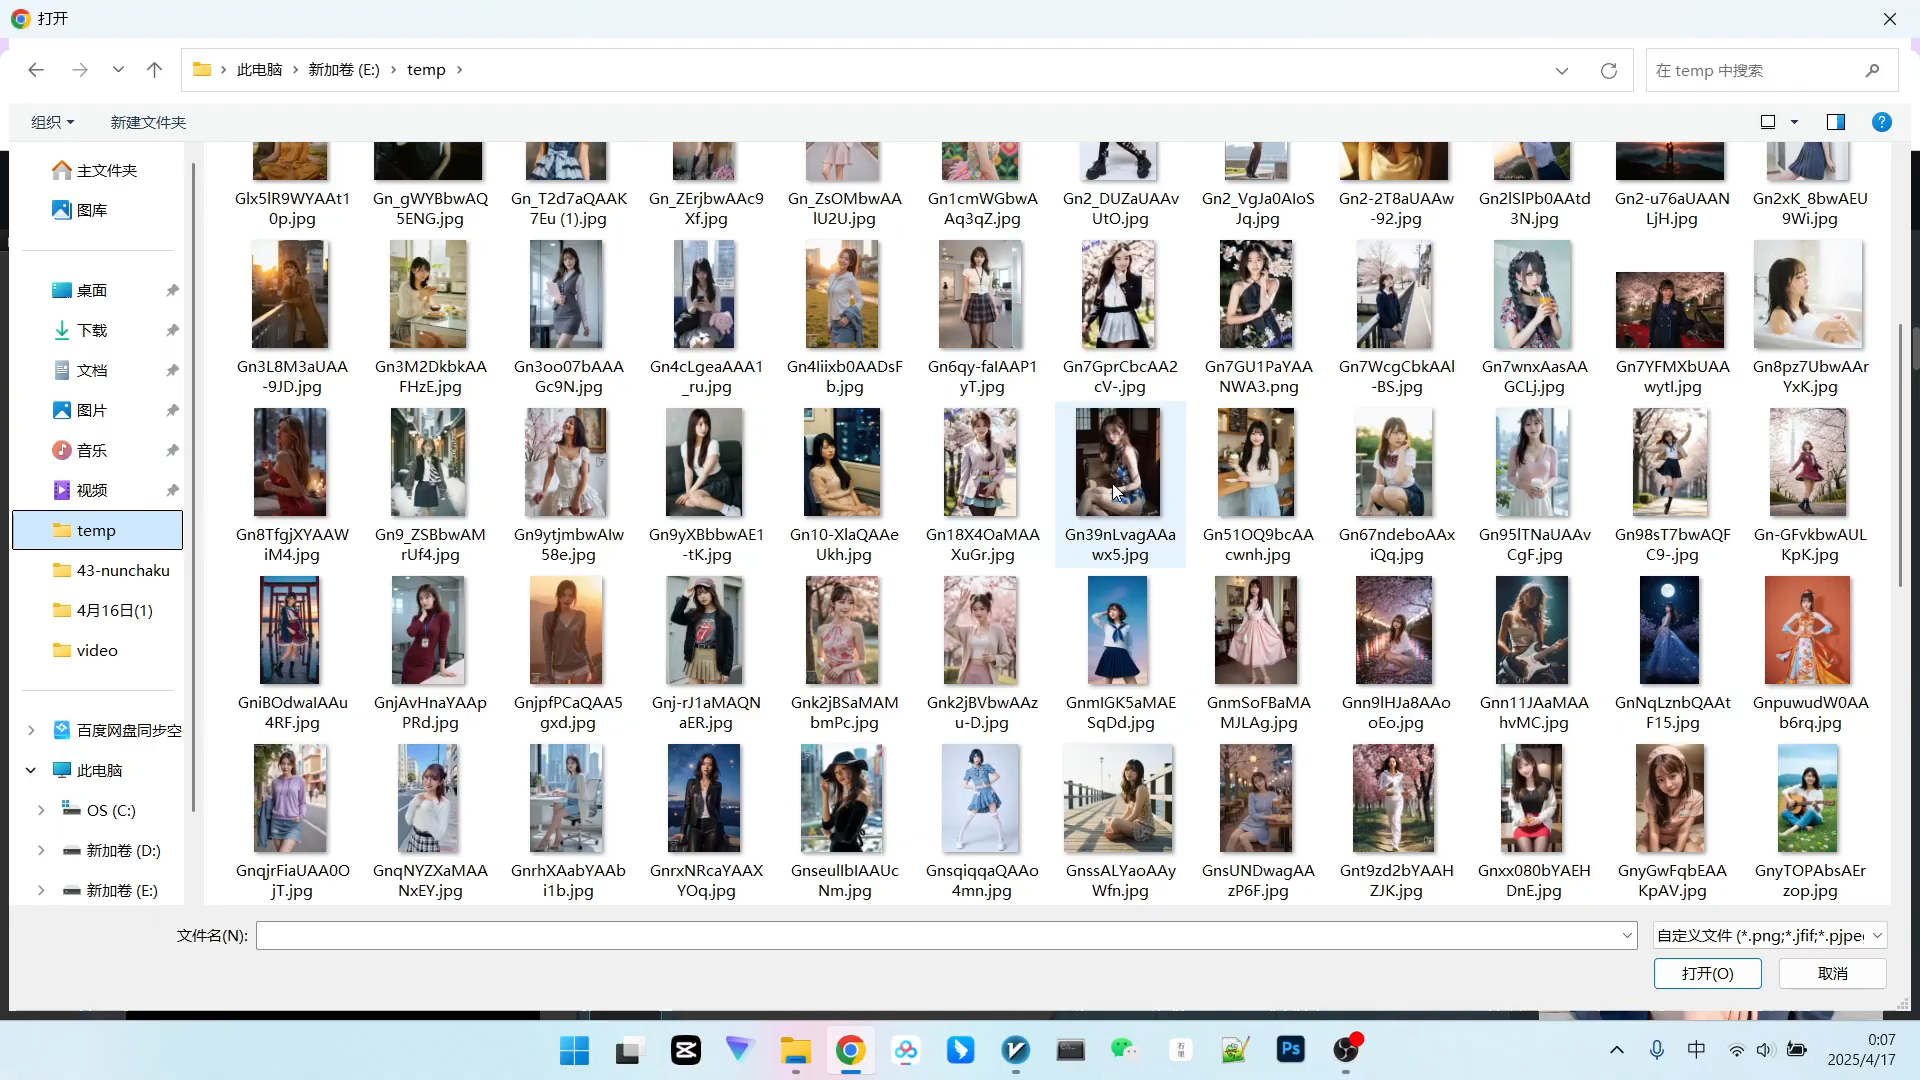 打开
此电脑 › 新加卷 (E:) › temp ›
在 temp 中搜索
组织
新建文件夹
主文件夹
图库
桌面
下载
文档
图片
音乐
视频
temp
43-nunchaku
4月16日(1)
video
百度网盘同步空
此电脑
OS (C:)
新加卷 (D:)
新加卷 (E:)
Glx5lR9WYAAt1 Gn_gWYBbwAQ Gn_T2d7aQAAK Gn_ZErjbwAAc9 Gn_ZsOMbwAA Gn1cmWGbwA Gn2_DUZaUAAv Gn2_VgJa0AIoS Gn2-2T8aUAAw Gn2lSlPb0AAtd Gn2-u76aUAAN Gn2xK_8bwAEU
0p.jpg 5ENG.jpg 7Eu (1).jpg Xf.jpg lU2U.jpg Aq3qZ.jpg UtO.jpg Jq.jpg -92.jpg 3N.jpg LjH.jpg 9Wi.jpg
Gn3L8M3aUAA Gn3M2DkbkAA Gn3oo07bAAA Gn4cLgeaAAA1 Gn4Iiixb0AADsF Gn6qy-faIAAP1 Gn7GprCbcAA2 Gn7GU1PaYAA Gn7WcgCbkAAl Gn7wnxAasAA Gn7YFMXbUAA Gn8pz7UbwAAr
-9JD.jpg FHzE.jpg Gc9N.jpg _ru.jpg b.jpg yT.jpg cV-.jpg NWA3.png -BS.jpg GCLj.jpg wytI.jpg YxK.jpg
Gn8TfgjXYAAW Gn9_ZSBbwAM Gn9ytjmbwAIw Gn9yXBbbwAE1 Gn10-XlaQAAe Gn18X4OaMAA Gn39nLvagAAa Gn51OQ9bcAA Gn67ndeboAAx Gn95lTNaUAAv Gn98sT7bwAQF Gn-GFvkbwAUL
iM4.jpg rUf4.jpg 58e.jpg -tK.jpg Ukh.jpg XuGr.jpg wx5.jpg cwnh.jpg iQq.jpg CgF.jpg C9-.jpg KpK.jpg
GniBOdwaIAAu GnjAvHnaYAAp GnjpfPCaQAA5 Gnj-rJ1aMAQN Gnk2jBSaMAM Gnk2jBVbwAAz GnmIGK5aMAE GnmSoFBaMA Gnn9lHJa8AAo Gnn11JAaMAA GnNqLznbQAAt GnpuwudW0AA
4RF.jpg PRd.jpg gxd.jpg aER.jpg bmPc.jpg u-D.jpg SqDd.jpg MJLAg.jpg oEo.jpg hvMC.jpg F15.jpg b6rq.jpg
GnqjrFiaUAA0O GnqNYZXaMAA GnrhXAabYAAb GnrxNRcaYAAX GnseulIbIAAUc GnsqiqqaQAAo GnssALYaoAAy GnsUNDwagAA Gnt9zd2bYAAH Gnxx080bYAEH GnyGwFqbEAA GnyTOPAbsAEr
jT.jpg NxEY.jpg i1b.jpg YOq.jpg Nm.jpg 4mn.jpg Wfn.jpg zP6F.jpg ZJK.jpg DnE.jpg KpAV.jpg zop.jpg
文件名(N):
自定义文件 (*.png;*.jfif;*.pjpe
打开(O)
取消
Ps
中
0:07
2025/4/17